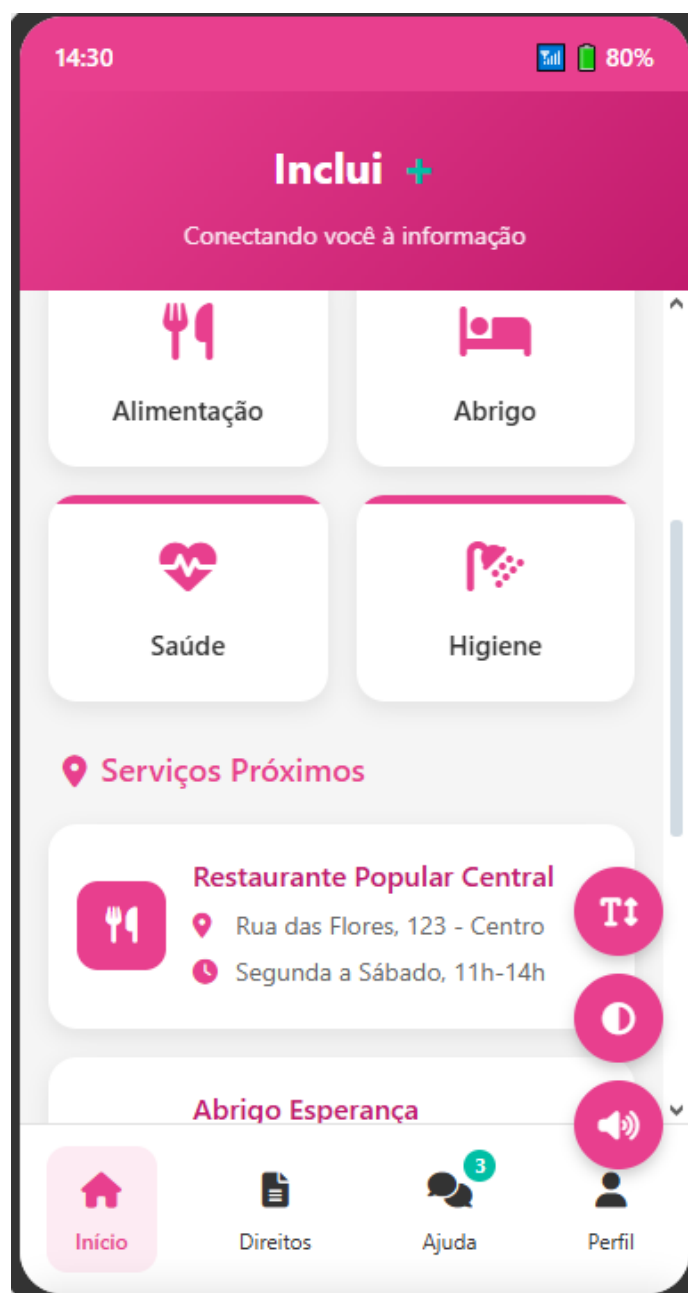 14:30 80%
Inclui +
Conectando você à informação
Alimentação Abrigo
Saúde Higiene
Serviços Próximos
Restaurante Popular Central
Rua das Flores, 123 - Centro
Segunda a Sábado, 11h-14h
Abrigo Esperança
3
Início Direitos Ajuda Perfil